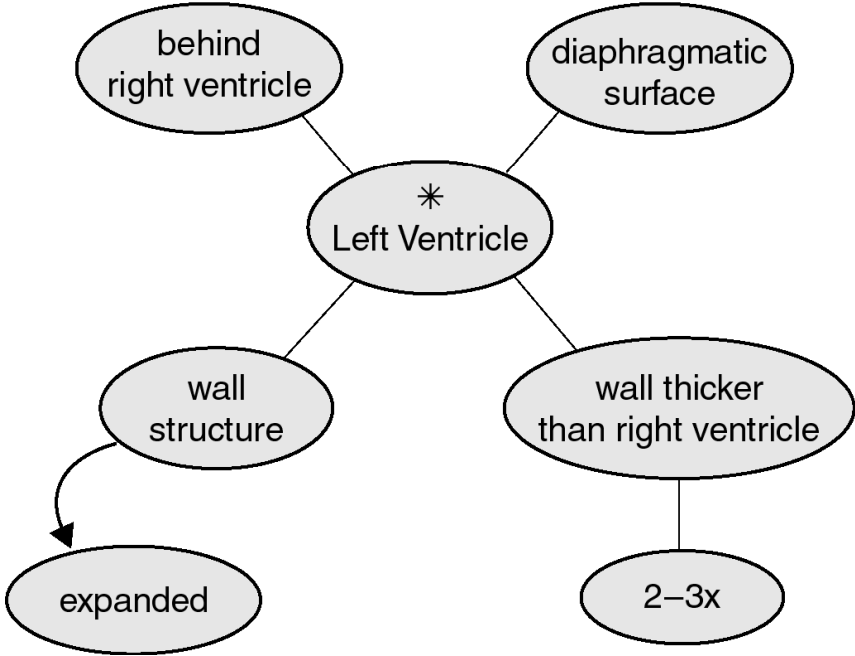 behind
right ventricle
diaphragmatic
surface
✳
Left Ventricle
wall
structure
wall thicker
than right ventricle
expanded
2–3x